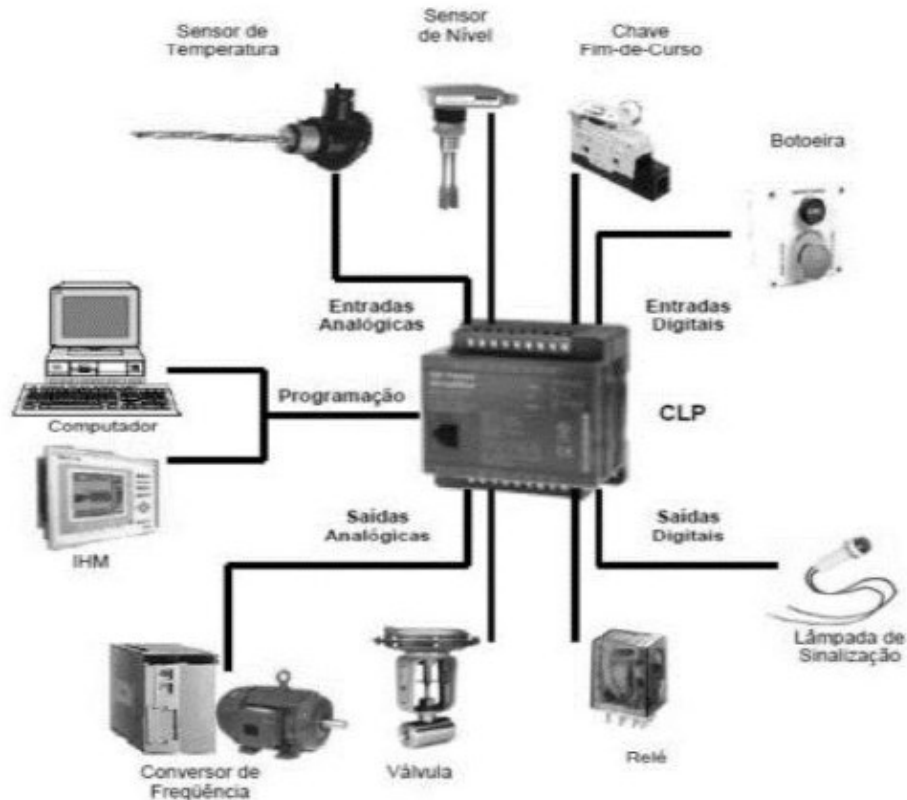 Sensor de
Temperatura
Sensor
de Nível
Chave
Fim-de-Curso
Botoeira
Entradas
Analógicas
Entradas
Digitais
Computador
Programação
CLP
IHM
Saídas
Analógicas
Saídas
Digitais
Conversor de
Freqüência
Válvula
Relé
Lâmpada de
Sinalização